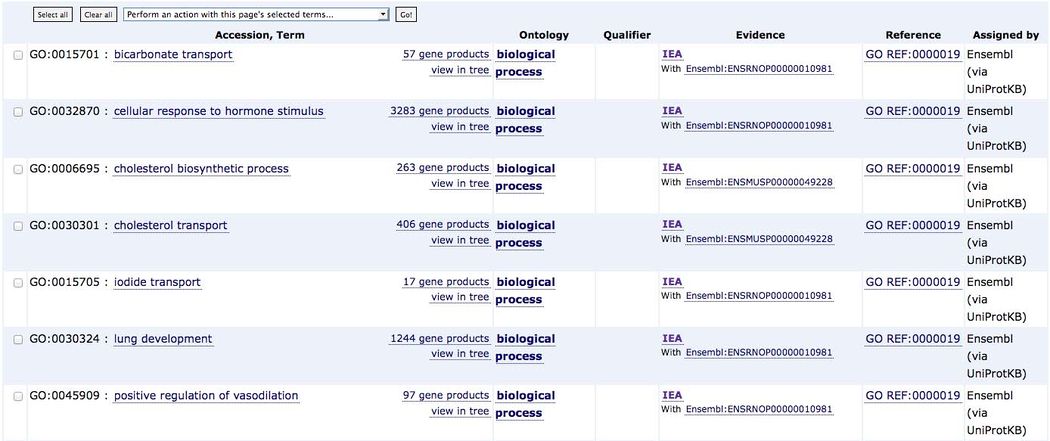 Select all Clear all Perform an action with this page's selected terms... Go!
Accession, Term Ontology Qualifier Evidence Reference Assigned by
GO:0015701 : bicarbonate transport 57 gene products biological IEA GO REF:0000019 Ensembl
view in tree process With Ensembl:ENSRNOP00000010981 (via
UniProtKB)
GO:0032870 : cellular response to hormone stimulus 3283 gene products biological IEA GO REF:0000019 Ensembl
view in tree process With Ensembl:ENSRNOP00000010981 (via
UniProtKB)
GO:0006695 : cholesterol biosynthetic process 263 gene products biological IEA GO REF:0000019 Ensembl
view in tree process With Ensembl:ENSMUSP00000049228 (via
UniProtKB)
GO:0030301 : cholesterol transport 406 gene products biological IEA GO REF:0000019 Ensembl
view in tree process With Ensembl:ENSMUSP00000049228 (via
UniProtKB)
GO:0015705 : iodide transport 17 gene products biological IEA GO REF:0000019 Ensembl
view in tree process With Ensembl:ENSRNOP00000010981 (via
UniProtKB)
GO:0030324 : lung development 1244 gene products biological IEA GO REF:0000019 Ensembl
view in tree process With Ensembl:ENSRNOP00000010981 (via
UniProtKB)
GO:0045909 : positive regulation of vasodilation 97 gene products biological IEA GO REF:0000019 Ensembl
view in tree process With Ensembl:ENSRNOP00000010981 (via
UniProtKB)